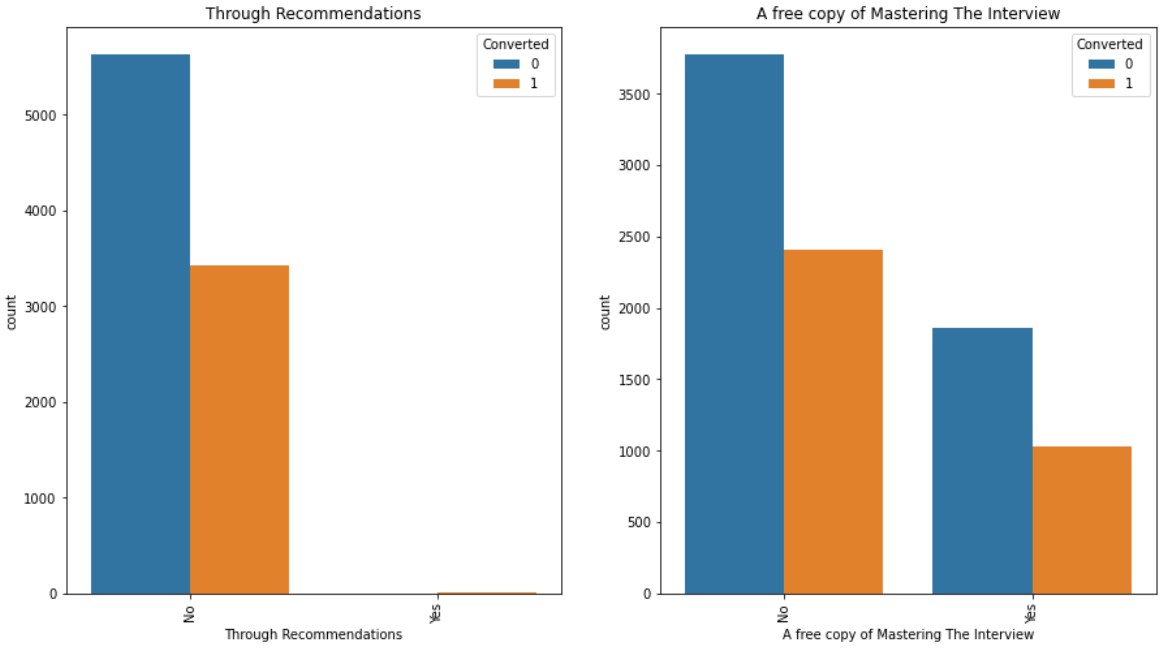 Through Recommendations
Converted
0
1
5000
4000
3000
2000
1000
0
count
No
Yes
Through Recommendations
A free copy of Mastering The Interview
Converted
0
1
3500
3000
2500
2000
1500
1000
500
0
count
No
Yes
A free copy of Mastering The Interview